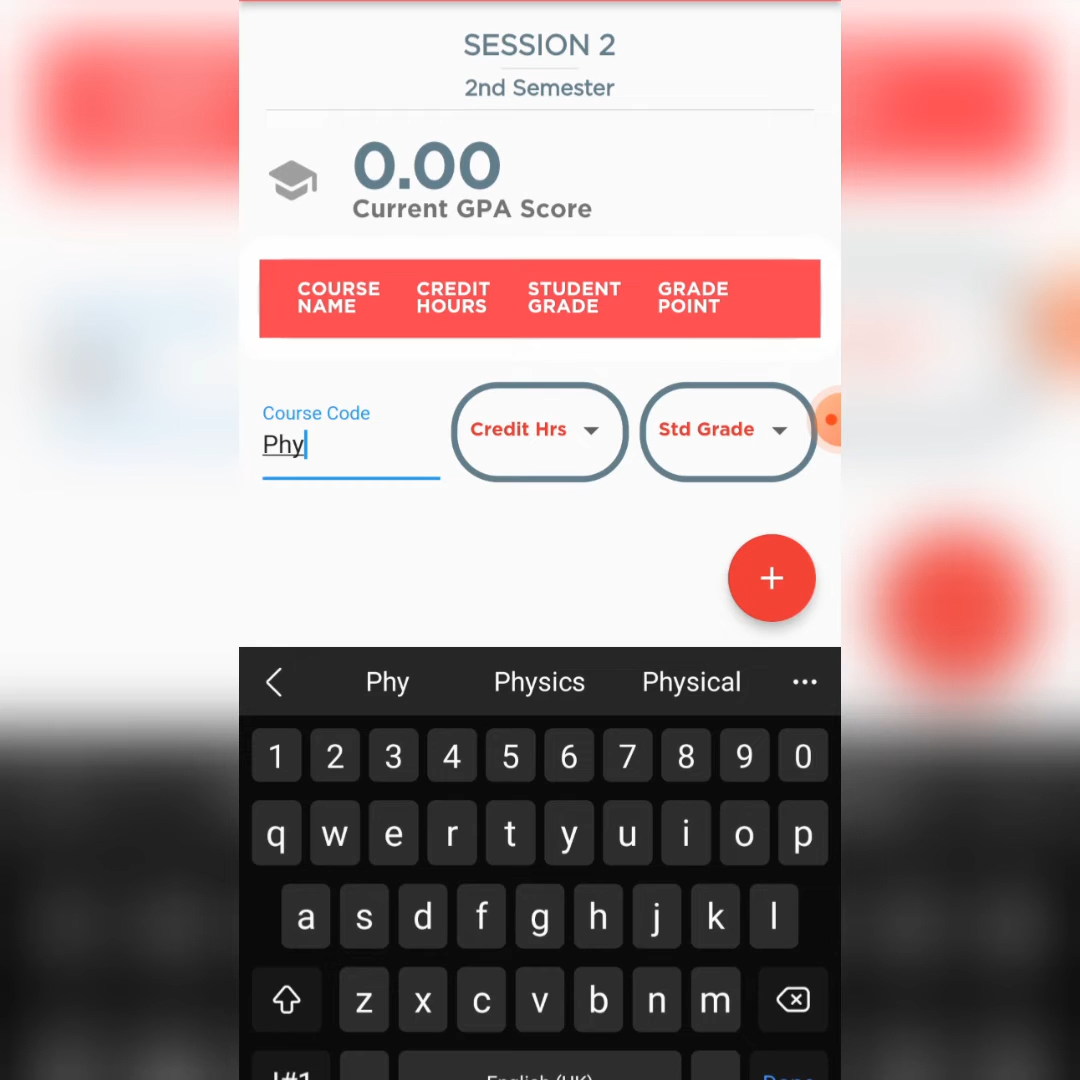 SESSION 2
2nd Semester
0.00
Current GPA Score
COURSE NAME CREDIT HOURS STUDENT GRADE GRADE POINT
Course Code
Phy
Credit Hrs
Std Grade
+
Phy Physics Physical ...
1 2 3 4 5 6 7 8 9 0
q w e r t y u i o p
a s d f g h j k l
z x c v b n m
!#1 English (UK) Done